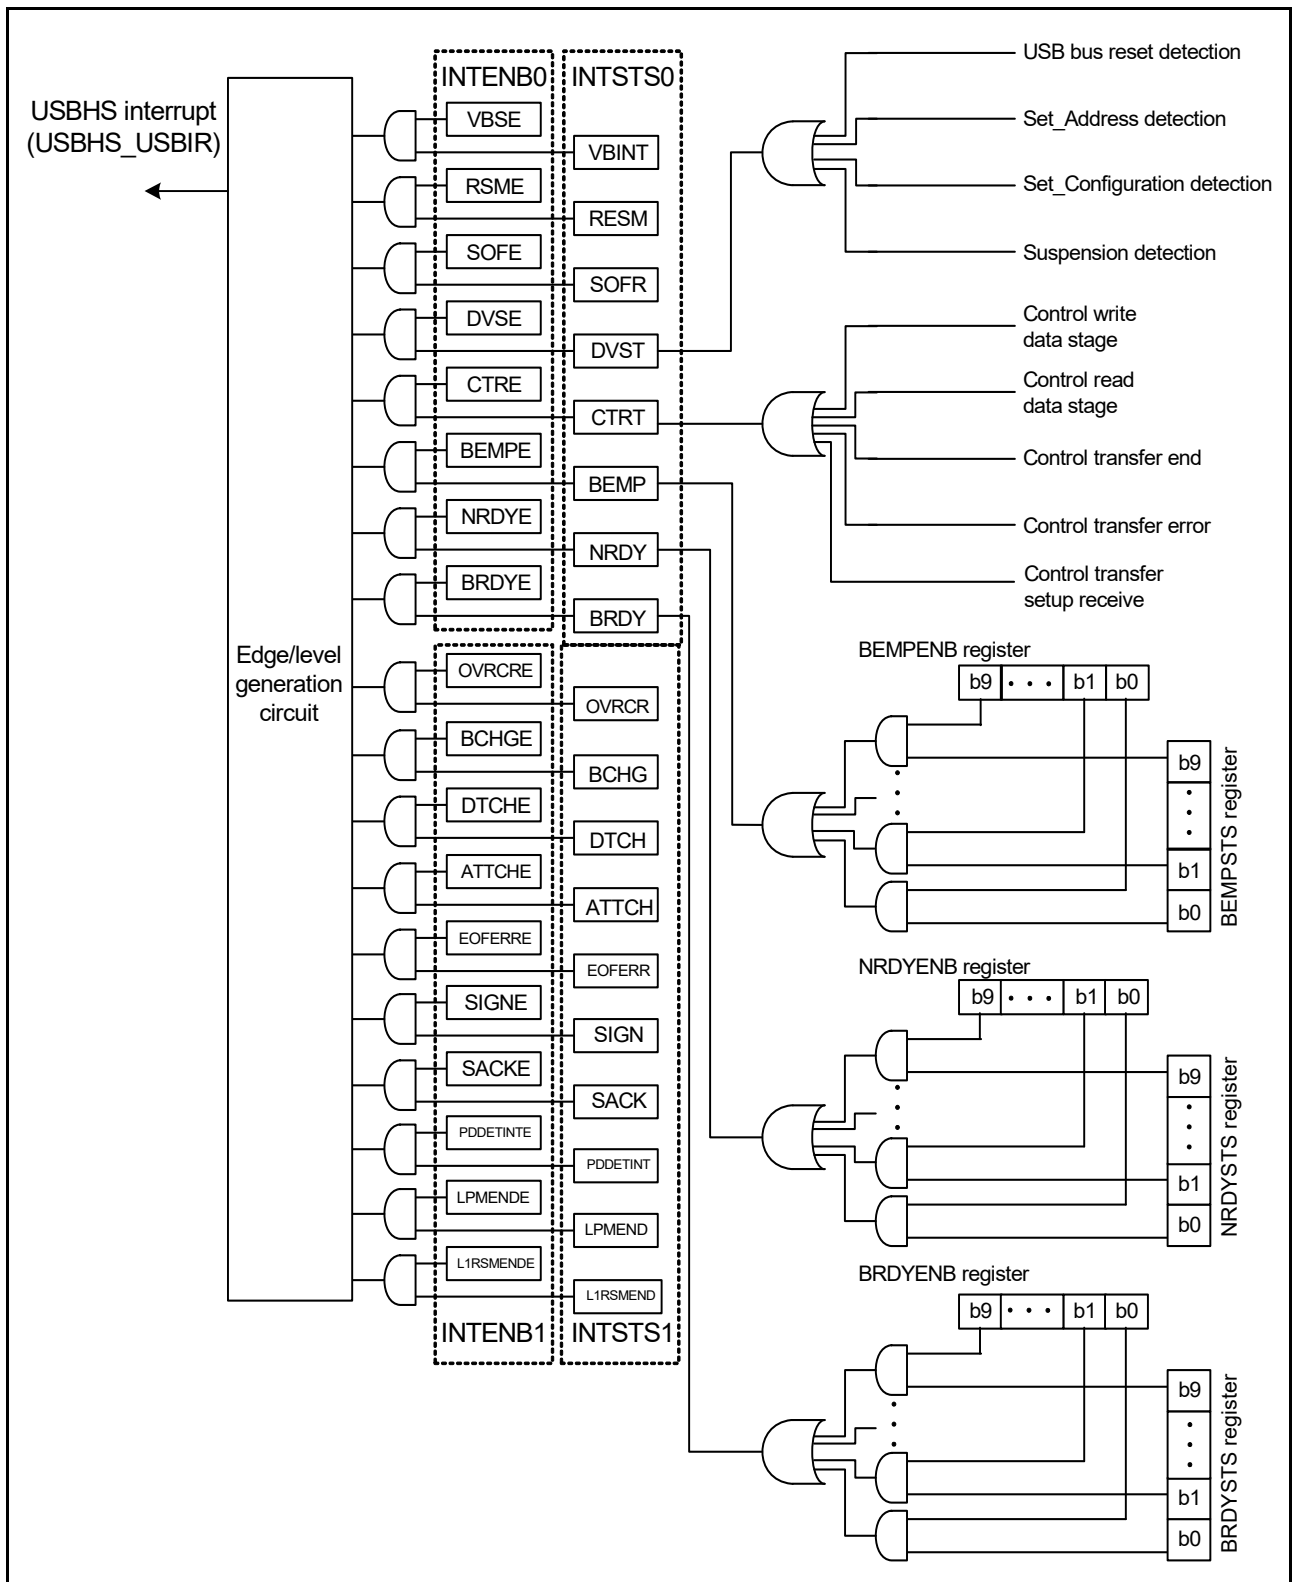 USBHS interrupt
(USBHS_USBIR)
Edge/level
generation
circuit
INTENB0
VBSE
RSME
SOFE
DVSE
CTRE
BEMPE
NRDYE
BRDYE
OVRCRE
BCHGE
DTCHE
ATTCHE
EOFERRE
SIGNE
SACKE
PDDETINTE
LPMENDE
L1RSMENDE
INTENB1
INTSTS0
VBINT
RESM
SOFR
DVST
CTRT
BEMP
NRDY
BRDY
OVRCR
BCHG
DTCH
ATTCH
EOFERR
SIGN
SACK
PDDETINT
LPMEND
L1RSMEND
INTSTS1
USB bus reset detection
Set_Address detection
Set_Configuration detection
Suspension detection
Control write
data stage
Control read
data stage
Control transfer end
Control transfer error
Control transfer
setup receive
BEMPENB register
b9 · · · b1 b0
b9
b1
b0
BEMPSTS register
NRDYENB register
b9 · · · b1 b0
b9
b1
b0
NRDYSTS register
BRDYENB register
b9 · · · b1 b0
b9
b1
b0
BRDYSTS register